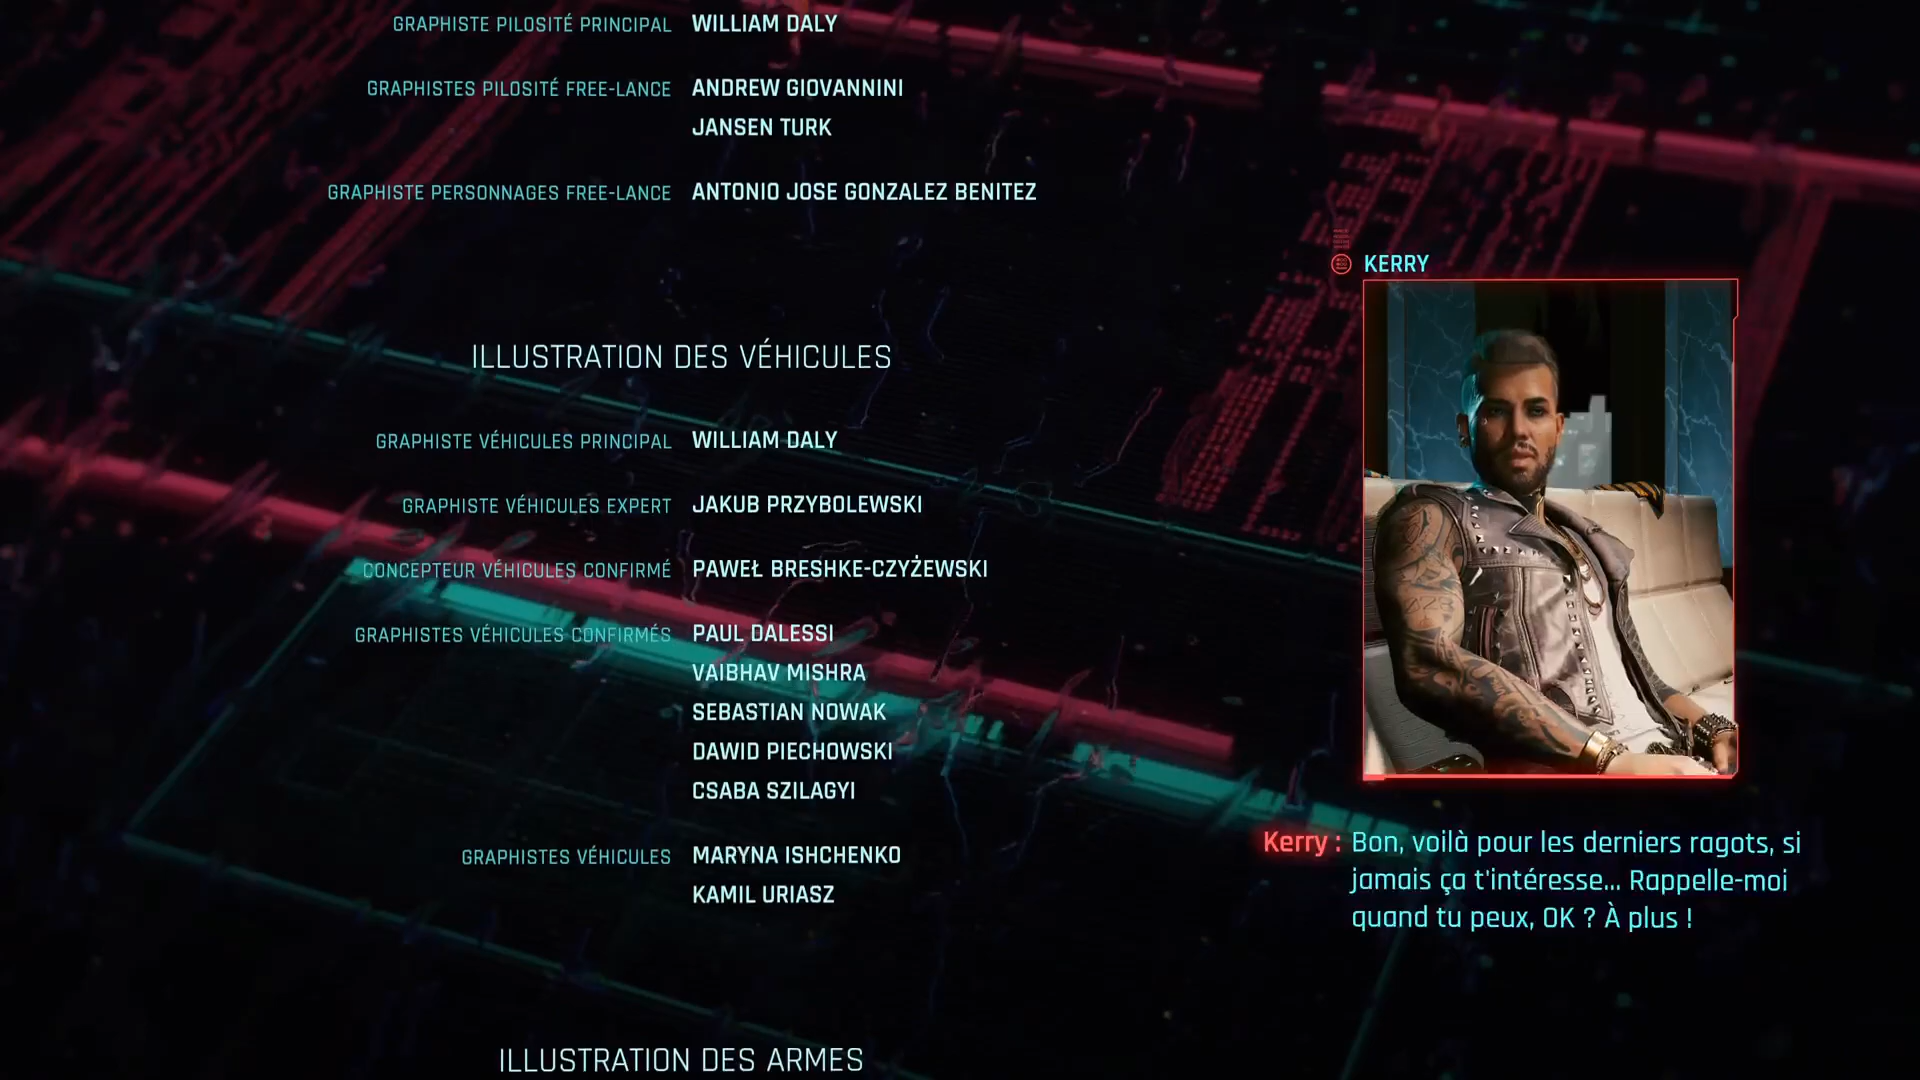 GRAPHISTE PILOSITÉ PRINCIPAL WILLIAM DALY
GRAPHISTES PILOSITÉ FREE-LANCE ANDREW GIOVANNINI
JANSEN TURK
GRAPHISTE PERSONNAGES FREE-LANCE ANTONIO JOSE GONZALEZ BENITEZ
ILLUSTRATION DES VÉHICULES
GRAPHISTE VÉHICULES PRINCIPAL WILLIAM DALY
GRAPHISTE VÉHICULES EXPERT JAKUB PRZYBOLEWSKI
CONCEPTEUR VÉHICULES CONFIRMÉ PAWEŁ BRESHKE-CZYŻEWSKI
GRAPHISTES VÉHICULES CONFIRMÉS PAUL DALESSI
VAIBHAV MISHRA
SEBASTIAN NOWAK
DAWID PIECHOWSKI
CSABA SZILAGYI
GRAPHISTES VÉHICULES MARYNA ISHCHENKO
KAMIL URIASZ
ILLUSTRATION DES ARMES
KERRY
Kerry : Bon, voilà pour les derniers ragots, si
jamais ça t'intéresse... Rappelle-moi
quand tu peux, OK ? À plus !